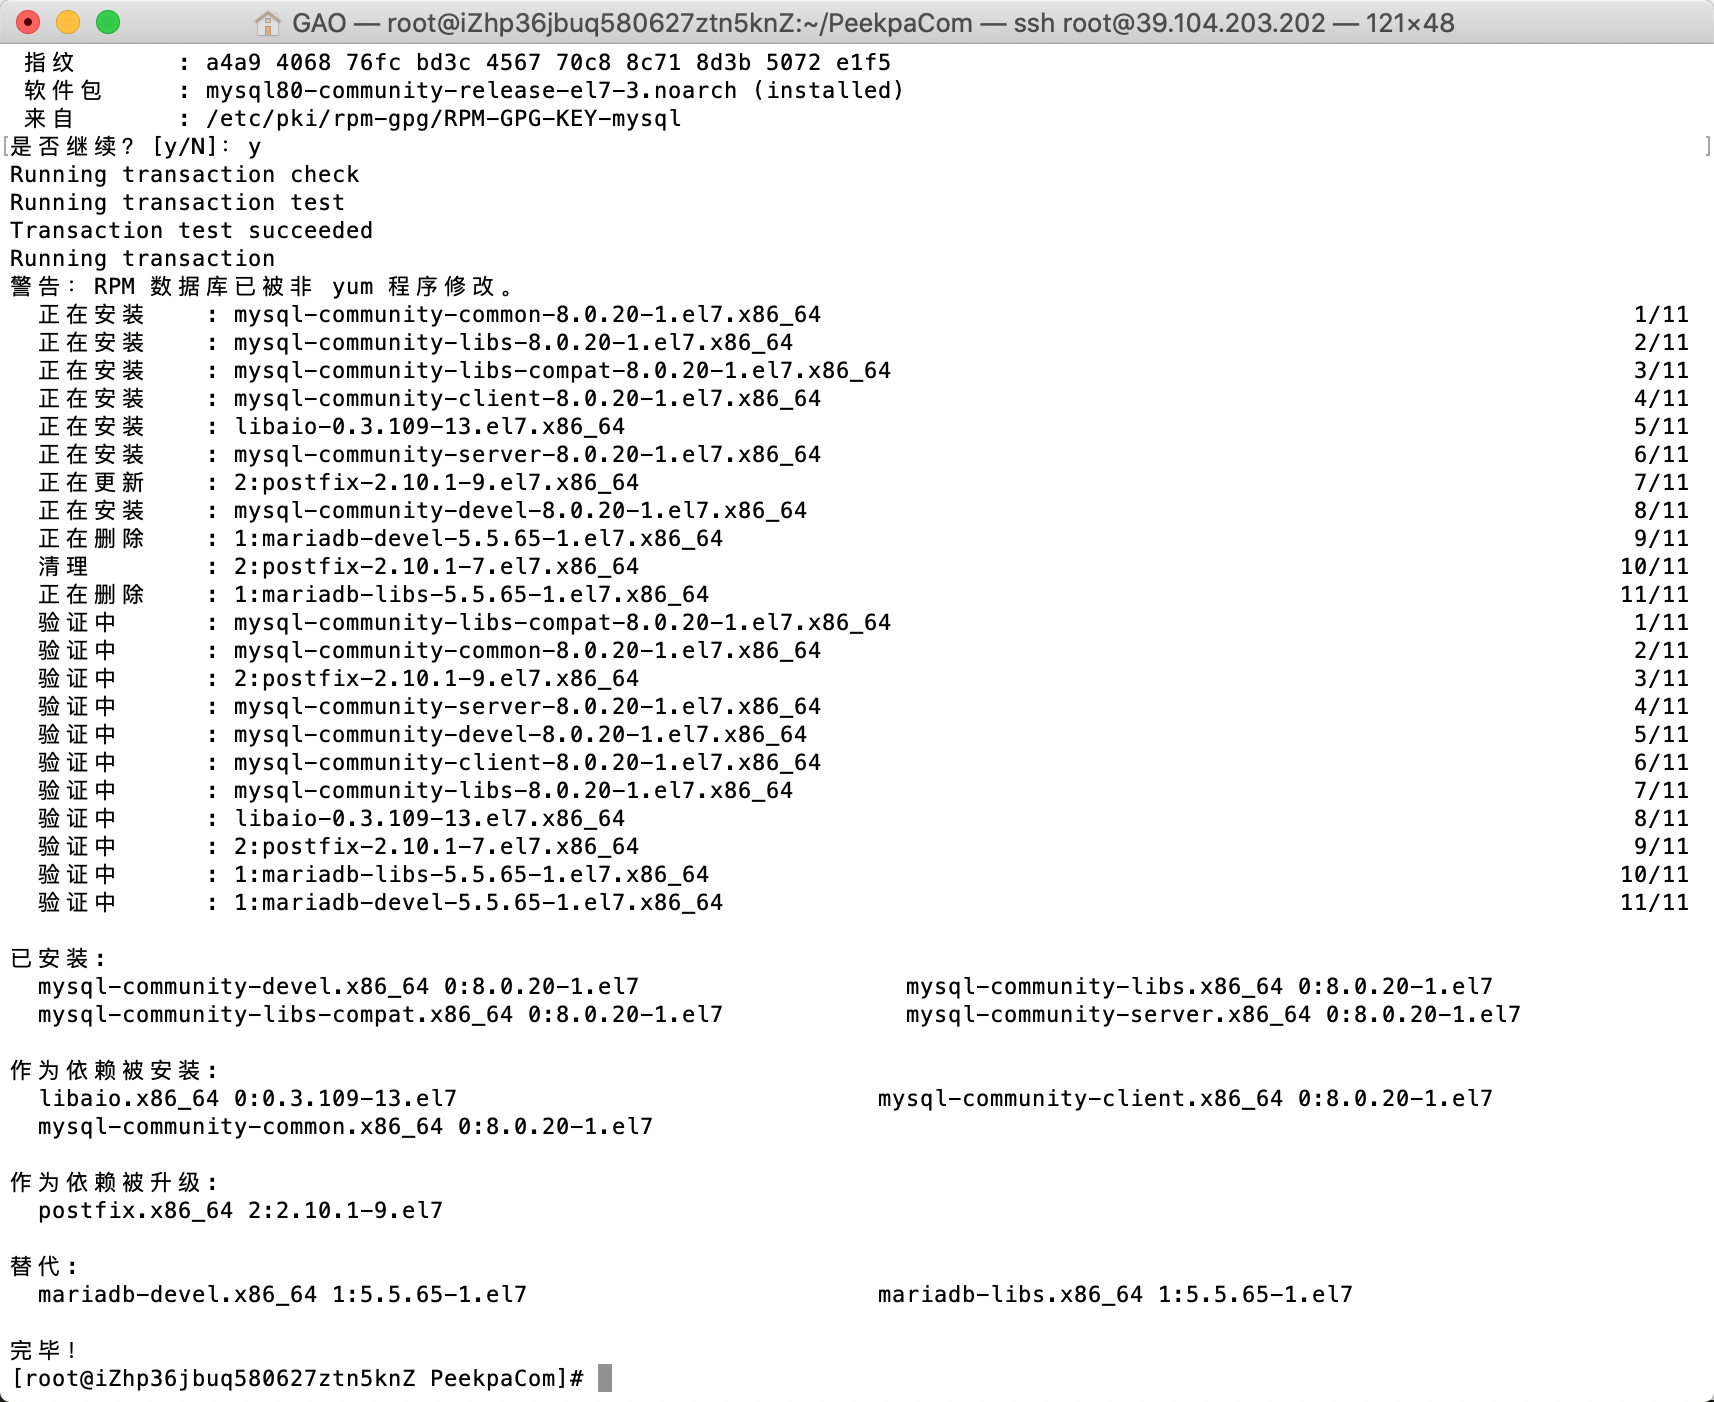 GAO — root@iZhp36jbuq580627ztn5knZ:~/PeekpaCom — ssh root@39.104.203.202 — 121×48
指纹 : a4a9 4068 76fc bd3c 4567 70c8 8c71 8d3b 5072 e1f5
软件包 : mysql80-community-release-el7-3.noarch (installed)
来自 : /etc/pki/rpm-gpg/RPM-GPG-KEY-mysql
[是否继续？[y/N]：y ]
Running transaction check
Running transaction test
Transaction test succeeded
Running transaction
警告：RPM 数据库已被非 yum 程序修改。
正在安装 : mysql-community-common-8.0.20-1.el7.x86_64 1/11
正在安装 : mysql-community-libs-8.0.20-1.el7.x86_64 2/11
正在安装 : mysql-community-libs-compat-8.0.20-1.el7.x86_64 3/11
正在安装 : mysql-community-client-8.0.20-1.el7.x86_64 4/11
正在安装 : libaio-0.3.109-13.el7.x86_64 5/11
正在安装 : mysql-community-server-8.0.20-1.el7.x86_64 6/11
正在更新 : 2:postfix-2.10.1-9.el7.x86_64 7/11
正在安装 : mysql-community-devel-8.0.20-1.el7.x86_64 8/11
正在删除 : 1:mariadb-devel-5.5.65-1.el7.x86_64 9/11
清理 : 2:postfix-2.10.1-7.el7.x86_64 10/11
正在删除 : 1:mariadb-libs-5.5.65-1.el7.x86_64 11/11
验证中 : mysql-community-libs-compat-8.0.20-1.el7.x86_64 1/11
验证中 : mysql-community-common-8.0.20-1.el7.x86_64 2/11
验证中 : 2:postfix-2.10.1-9.el7.x86_64 3/11
验证中 : mysql-community-server-8.0.20-1.el7.x86_64 4/11
验证中 : mysql-community-devel-8.0.20-1.el7.x86_64 5/11
验证中 : mysql-community-client-8.0.20-1.el7.x86_64 6/11
验证中 : mysql-community-libs-8.0.20-1.el7.x86_64 7/11
验证中 : libaio-0.3.109-13.el7.x86_64 8/11
验证中 : 2:postfix-2.10.1-7.el7.x86_64 9/11
验证中 : 1:mariadb-libs-5.5.65-1.el7.x86_64 10/11
验证中 : 1:mariadb-devel-5.5.65-1.el7.x86_64 11/11
已安装:
mysql-community-devel.x86_64 0:8.0.20-1.el7 mysql-community-libs.x86_64 0:8.0.20-1.el7
mysql-community-libs-compat.x86_64 0:8.0.20-1.el7 mysql-community-server.x86_64 0:8.0.20-1.el7
作为依赖被安装:
libaio.x86_64 0:0.3.109-13.el7 mysql-community-client.x86_64 0:8.0.20-1.el7
mysql-community-common.x86_64 0:8.0.20-1.el7
作为依赖被升级:
postfix.x86_64 2:2.10.1-9.el7
替代:
mariadb-devel.x86_64 1:5.5.65-1.el7 mariadb-libs.x86_64 1:5.5.65-1.el7
完毕！
[root@iZhp36jbuq580627ztn5knZ PeekpaCom]#